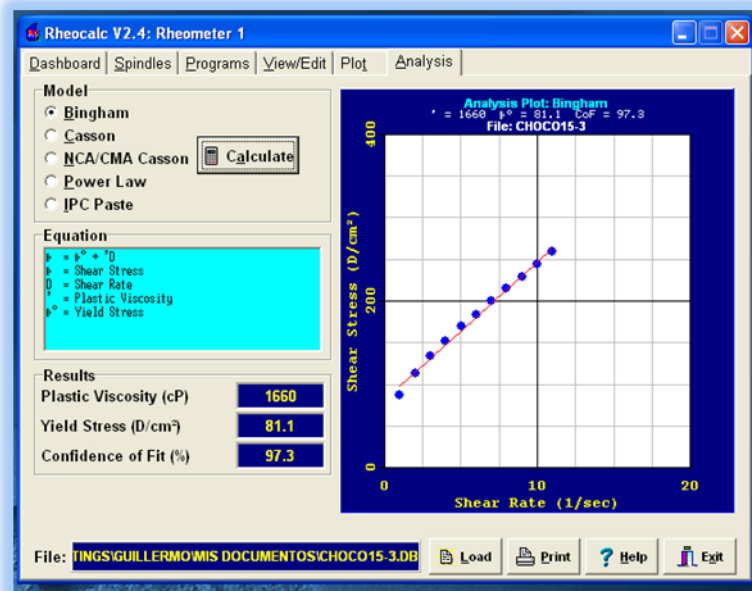 Rheocalc V2.4: Rheometer 1
Dashboard Spindles Programs View/Edit Plot Analysis
Model
Bingham
Casson
NCA/CMA Casson
Power Law
IPC Paste
Calculate
Equation
= Shear Stress
D = Shear Rate
' = Plastic Viscosity
= Yield Stress
Results
Plastic Viscosity (cP) 1660
Yield Stress (D/cm²) 81.1
Confidence of Fit (%) 97.3
Analysis Plot: Bingham
' = 1660 = 81.1 CoF = 97.3
File: CHOCO15-3
400
200
0
Shear Stress (D/cm²)
0 10 20
Shear Rate (1/sec)
File: TINGS\GUILLERMO\MIS DOCUMENTOS\CHOCO15-3.DB Load Print Help Exit